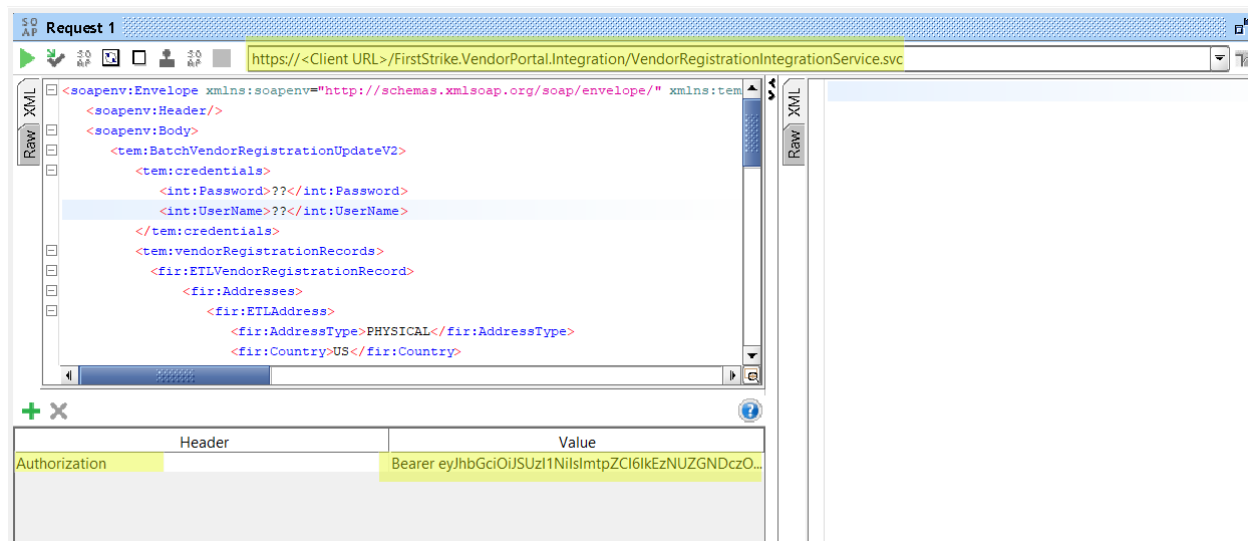 SO AP Request 1
https://<Client URL>/FirstStrike.VendorPortal.Integration/VendorRegistrationIntegrationService.svc
XML
Raw
<soapenv:Envelope xmlns:soapenv="http://schemas.xmlsoap.org/soap/envelope/" xmlns:tem
<soapenv:Header/>
<soapenv:Body>
<tem:BatchVendorRegistrationUpdateV2>
<tem:credentials>
<int:Password>??</int:Password>
<int:UserName>??</int:UserName>
</tem:credentials>
<tem:vendorRegistrationRecords>
<fir:ETLVendorRegistrationRecord>
<fir:Addresses>
<fir:ETLAddress>
<fir:AddressType>PHYSICAL</fir:AddressType>
<fir:Country>US</fir:Country>
XML
Raw
Header Value
Authorization Bearer eyJhbGciOiJSUzI1NiIsImtpZCI6IkEzNUZGNDczO...